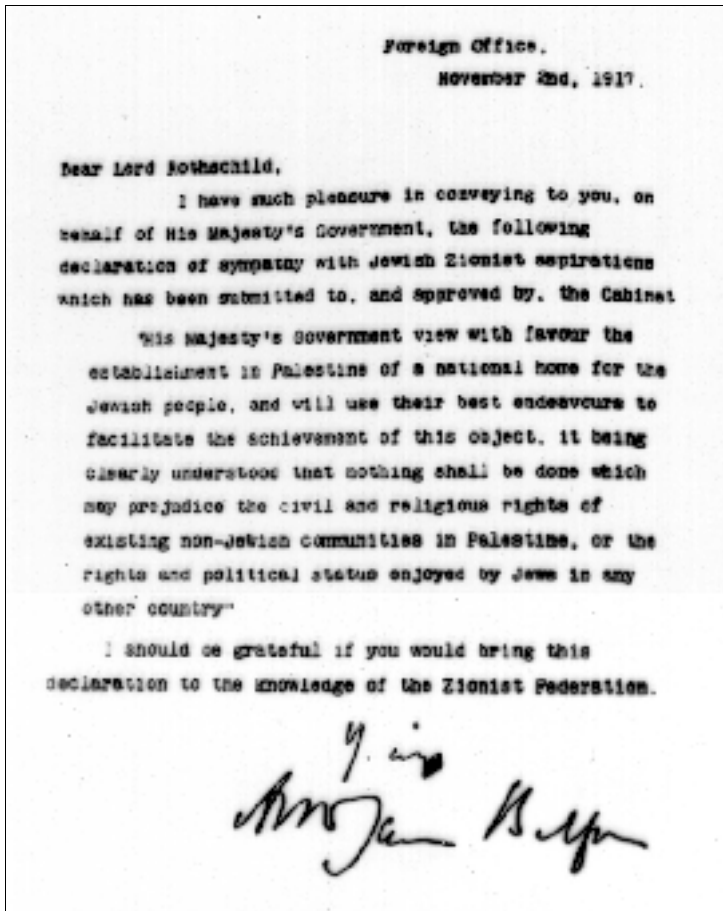 Foreign Office,
November 2nd, 1917.
Dear Lord Rothschild,
I have much pleasure in conveying to you, on
behalf of His Majesty's Government, the following
declaration of sympathy with Jewish Zionist aspirations
which has been submitted to, and approved by, the Cabinet
"His Majesty's Government view with favour the
establishment in Palestine of a national home for the
Jewish people, and will use their best endeavours to
facilitate the achievement of this object, it being
clearly understood that nothing shall be done which
may prejudice the civil and religious rights of
existing non-Jewish communities in Palestine, or the
rights and political status enjoyed by Jews in any
other country"
I should be grateful if you would bring this
declaration to the knowledge of the Zionist Federation.
Balfour